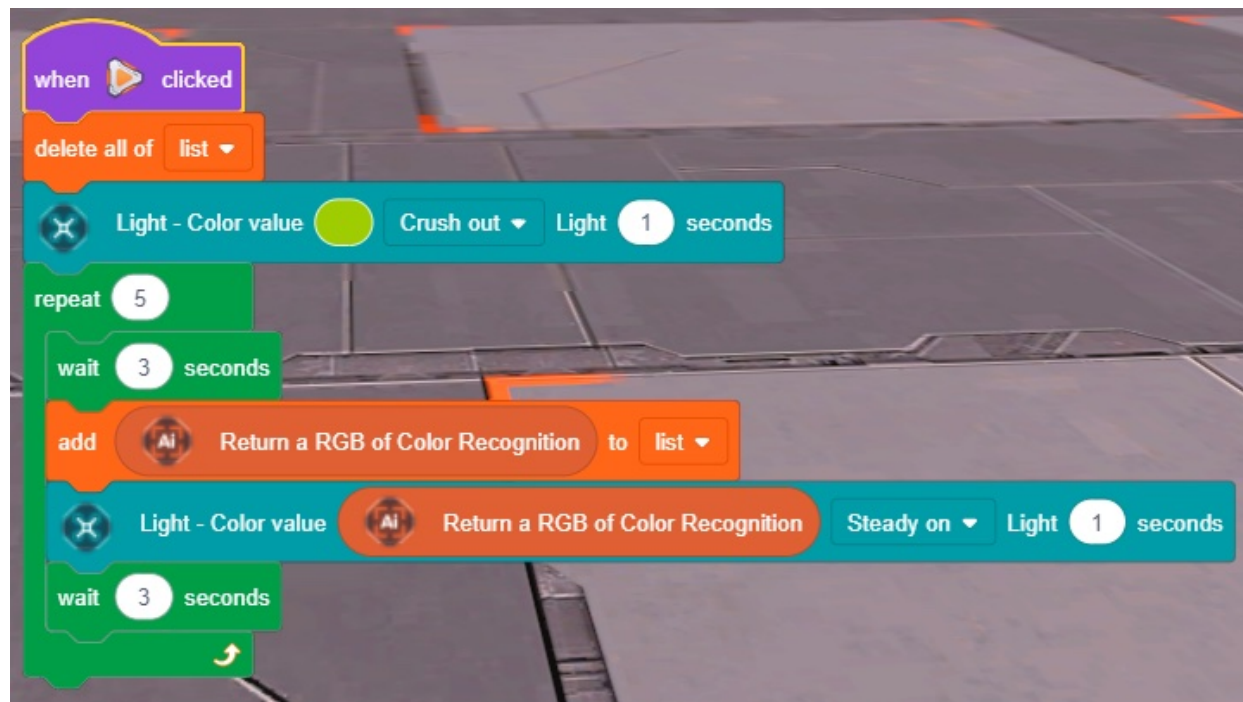 when clicked
delete all of list
Light - Color value Crush out Light 1 seconds
repeat 5
wait 3 seconds
add Ai Return a RGB of Color Recognition to list
Light - Color value Ai Return a RGB of Color Recognition Steady on Light 1 seconds
wait 3 seconds